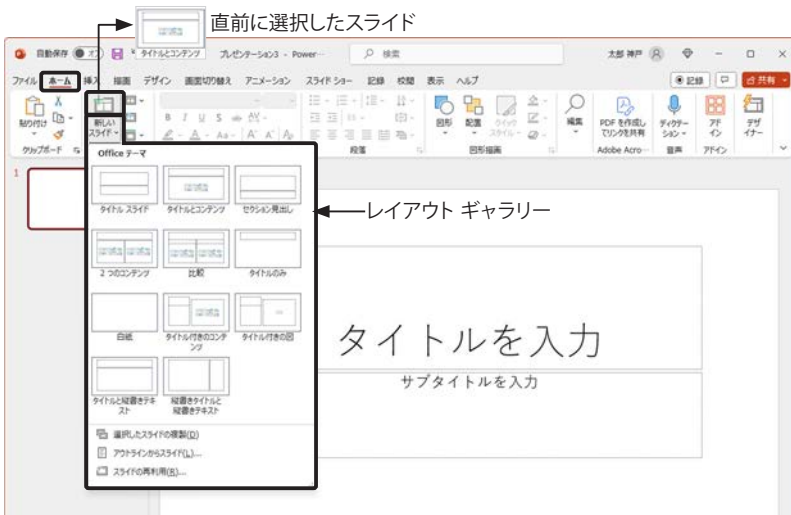 直前に選択したスライド
自動保存 オフ タイトルとコンテンツ プレゼンテーション3 - Power… 検索 太郎 神戸
ファイル ホーム 挿入 描画 デザイン 画面切り替え アニメーション スライド ショー 記録 校閲 表示 ヘルプ 記録 共有
貼り付け 新しいスライド B I U S ab AV Aa A A 図形 配置 クイックスタイル 編集 PDF を作成してリンクを共有 ディクテーション アドイン デザイナー
クリップボード 段落 図形描画 Adobe Acro… 音声 アドイン
Office テーマ
1
タイトル スライド タイトルとコンテンツ セクション見出し
レイアウト ギャラリー
2 つのコンテンツ 比較 タイトルのみ
白紙 タイトル付きのコンテンツ タイトル付きの図
タイトルと縦書きテキスト 縦書きタイトルと縦書きテキスト
タイトルを入力
サブタイトルを入力
選択したスライドの複製(D)
アウトラインからスライド(L)...
スライドの再利用(R)...